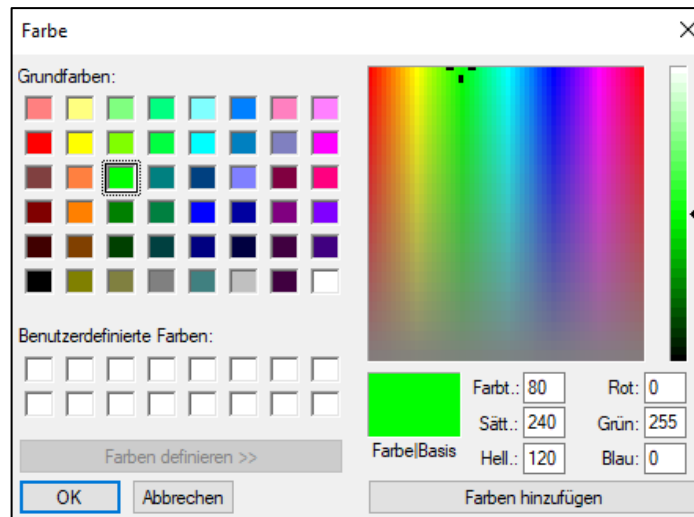 Farbe
Grundfarben:
Benutzerdefinierte Farben:
Farben definieren >>
OK
Abbrechen
Farbe|Basis
Farbt.: 80
Sätt.: 240
Hell.: 120
Rot: 0
Grün: 255
Blau: 0
Farben hinzufügen